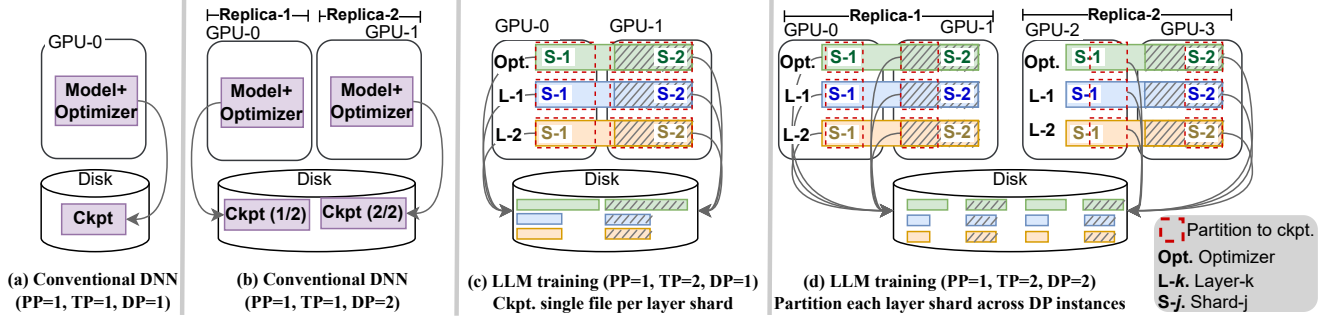 GPU-0
Model+
Optimizer
Disk
Ckpt
(a) Conventional DNN
(PP=1, TP=1, DP=1)
Replica-1
Replica-2
GPU-0
GPU-1
Model+
Optimizer
Model+
Optimizer
Disk
Ckpt (1/2)
Ckpt (2/2)
(b) Conventional DNN
(PP=1, TP=1, DP=2)
GPU-0
GPU-1
Opt.
S-1
S-2
L-1
S-1
S-2
L-2
S-1
S-2
Disk
(c) LLM training (PP=1, TP=2, DP=1)
Ckpt. single file per layer shard
Replica-1
Replica-2
GPU-0
GPU-1
GPU-2
GPU-3
Opt.
S-1
S-2
Opt.
S-1
S-2
L-1
S-1
S-2
L-1
S-1
S-2
L-2
S-1
S-2
L-2
S-1
S-2
Disk
(d) LLM training (PP=1, TP=2, DP=2)
Partition each layer shard across DP instances
Partition to ckpt.
Opt. Optimizer
L-k. Layer-k
S-j. Shard-j